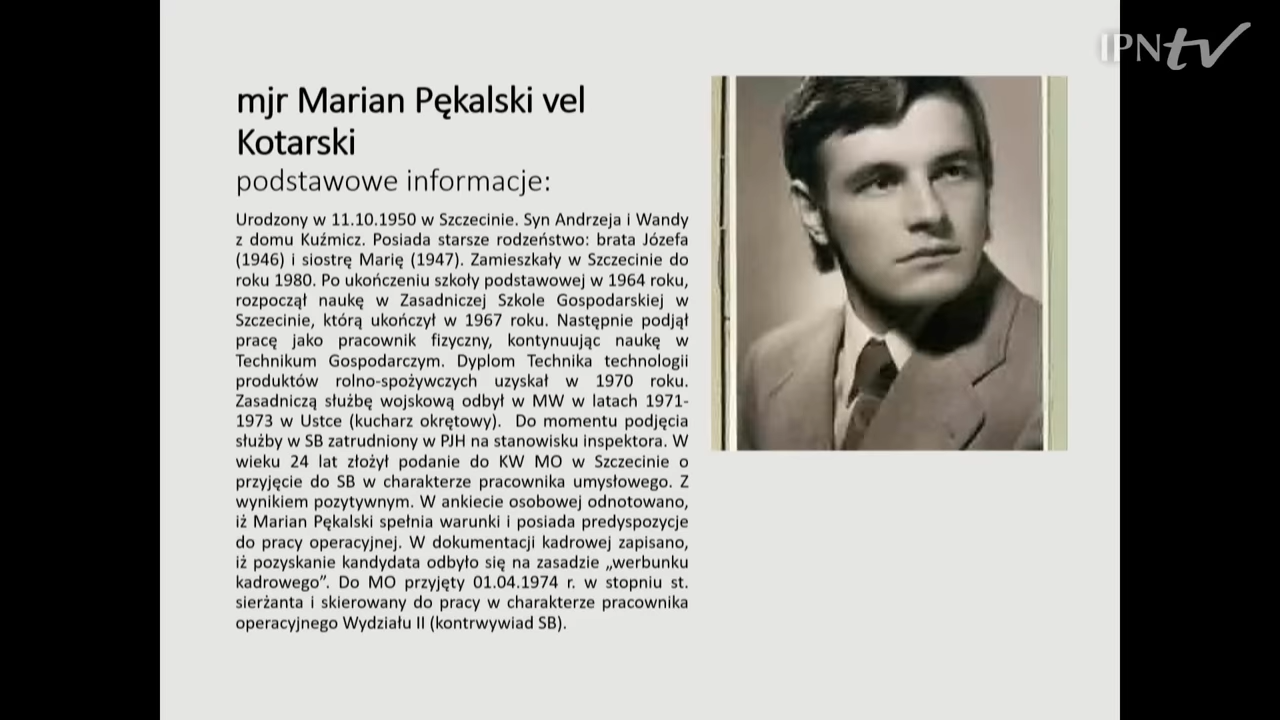 IPNtv
mjr Marian Pękalski vel
Kotarski
podstawowe informacje:
Urodzony w 11.10.1950 w Szczecinie. Syn Andrzeja i Wandy
z domu Kuźmicz. Posiada starsze rodzeństwo: brata Józefa
(1946) i siostrę Marię (1947). Zamieszkały w Szczecinie do
roku 1980. Po ukończeniu szkoły podstawowej w 1964 roku,
rozpoczął naukę w Zasadniczej Szkole Gospodarskiej w
Szczecinie, którą ukończył w 1967 roku. Następnie podjął
pracę jako pracownik fizyczny, kontynuując naukę w
Technikum Gospodarczym. Dyplom Technika technologii
produktów rolno-spożywczych uzyskał w 1970 roku.
Zasadniczą służbę wojskową odbył w MW w latach 1971-
1973 w Ustce (kucharz okrętowy). Do momentu podjęcia
służby w SB zatrudniony w PJH na stanowisku inspektora. W
wieku 24 lat złożył podanie do KW MO w Szczecinie o
przyjęcie do SB w charakterze pracownika umysłowego. Z
wynikiem pozytywnym. W ankiecie osobowej odnotowano,
iż Marian Pękalski spełnia warunki i posiada predyspozycje
do pracy operacyjnej. W dokumentacji kadrowej zapisano,
iż pozyskanie kandydata odbyło się na zasadzie „werbunku
kadrowego”. Do MO przyjęty 01.04.1974 r. w stopniu st.
sierżanta i skierowany do pracy w charakterze pracownika
operacyjnego Wydziału II (kontrwywiad SB).